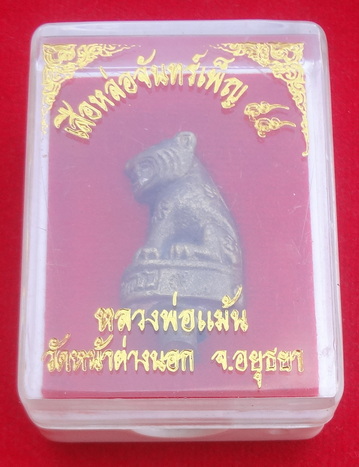 เสือหล่อจันทร์เพ็ญ ๕๕
หลวงพ่อแม้น
วัดหน้าต่างนอก จ.อยุธยา